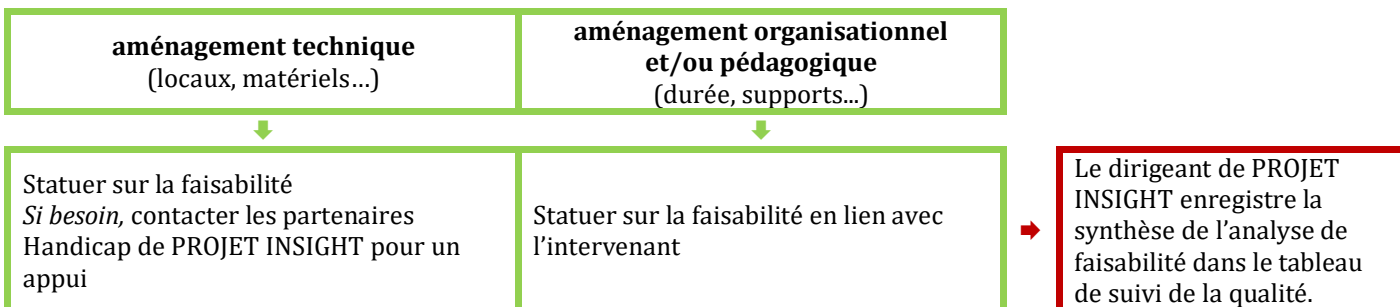 aménagement technique
(locaux, matériels…)
aménagement organisationnel
et/ou pédagogique
(durée, supports...)
Statuer sur la faisabilité
Si besoin, contacter les partenaires
Handicap de PROJET INSIGHT pour un
appui
Statuer sur la faisabilité en lien avec
l’intervenant
Le dirigeant de PROJET
INSIGHT enregistre la
synthèse de l’analyse de
faisabilité dans le tableau
de suivi de la qualité.